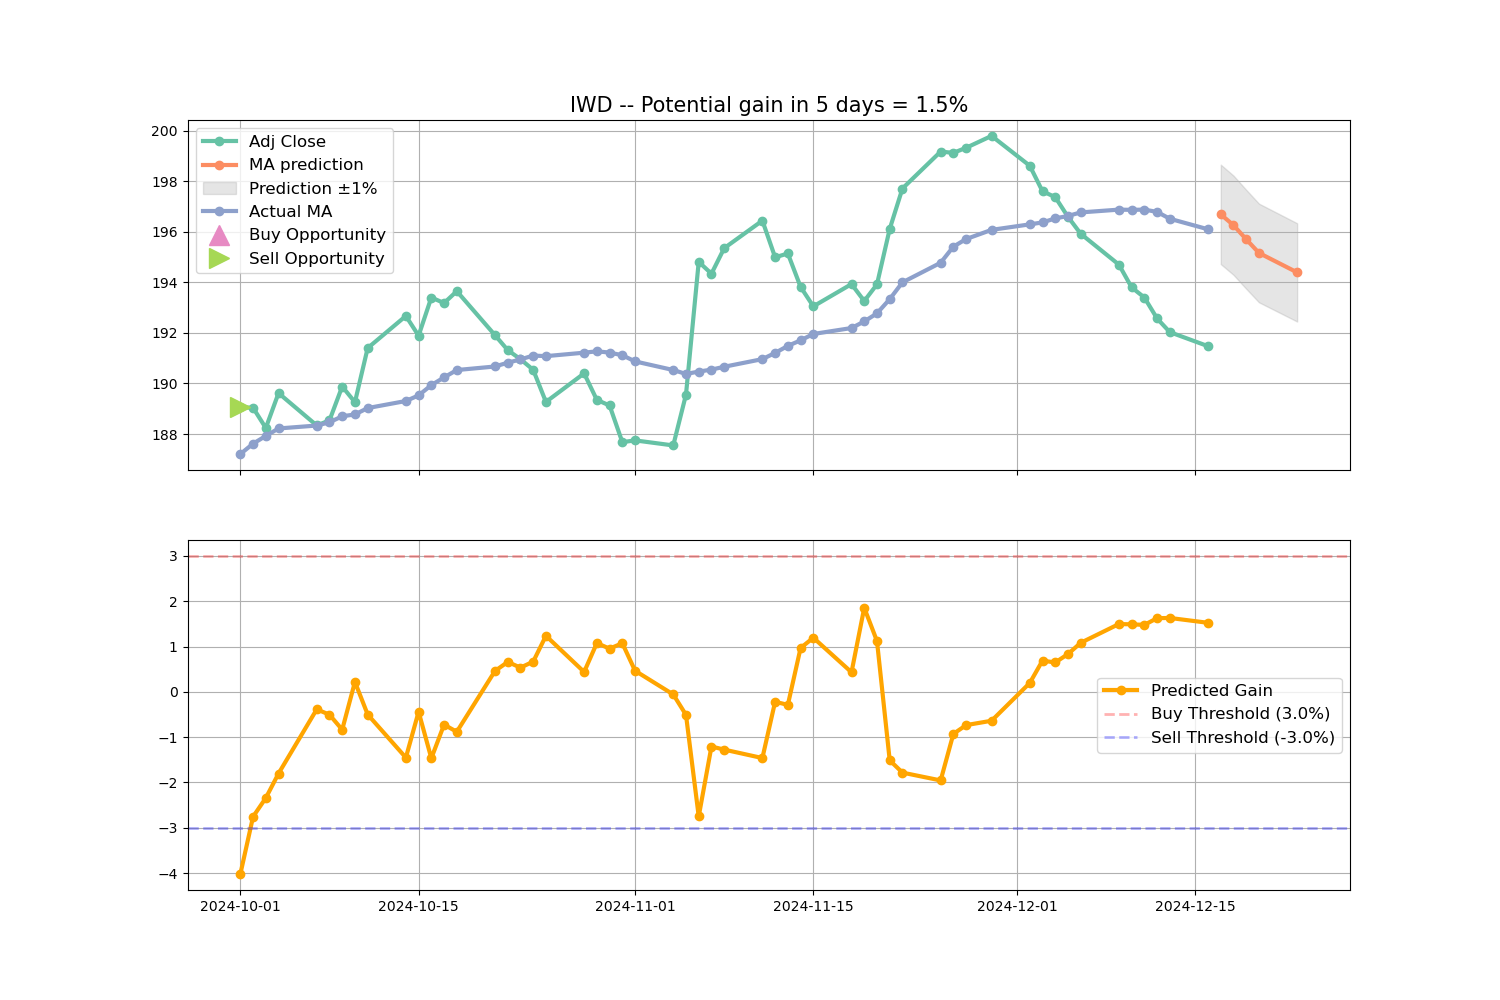 IWD -- Potential gain in 5 days = 1.5%
200
198
196
194
192
190
188
Adj Close
MA prediction
Prediction ±1%
Actual MA
Buy Opportunity
Sell Opportunity
3
2
1
0
−1
−2
−3
−4
Predicted Gain
Buy Threshold (3.0%)
Sell Threshold (-3.0%)
2024-10-01
2024-10-15
2024-11-01
2024-11-15
2024-12-01
2024-12-15